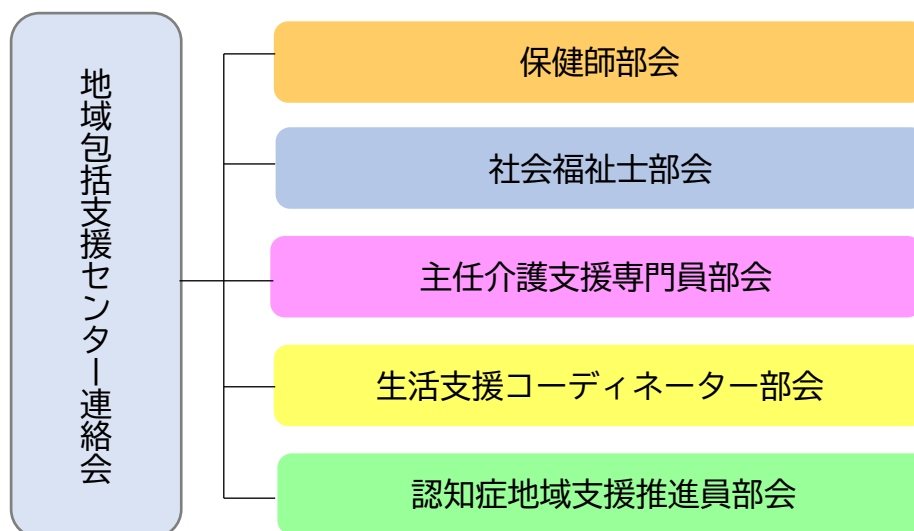 地域包括支援センター連絡会
保健師部会
社会福祉士部会
主任介護支援専門員部会
生活支援コーディネーター部会
認知症地域支援推進員部会